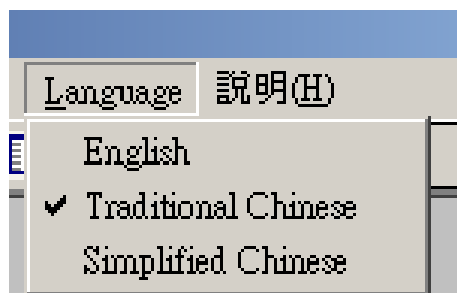 Language 說明(H)
English
✔ Traditional Chinese
Simplified Chinese